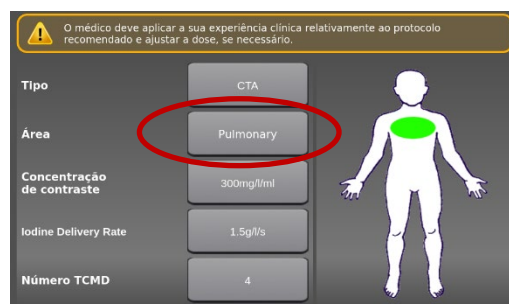 O médico deve aplicar a sua experiência clínica relativamente ao protocolo
recomendado e ajustar a dose, se necessário.
Tipo CTA
Área Pulmonary
Concentração
de contraste 300mg/l/ml
Iodine Delivery Rate 1.5g/l/s
Número TCMD 4